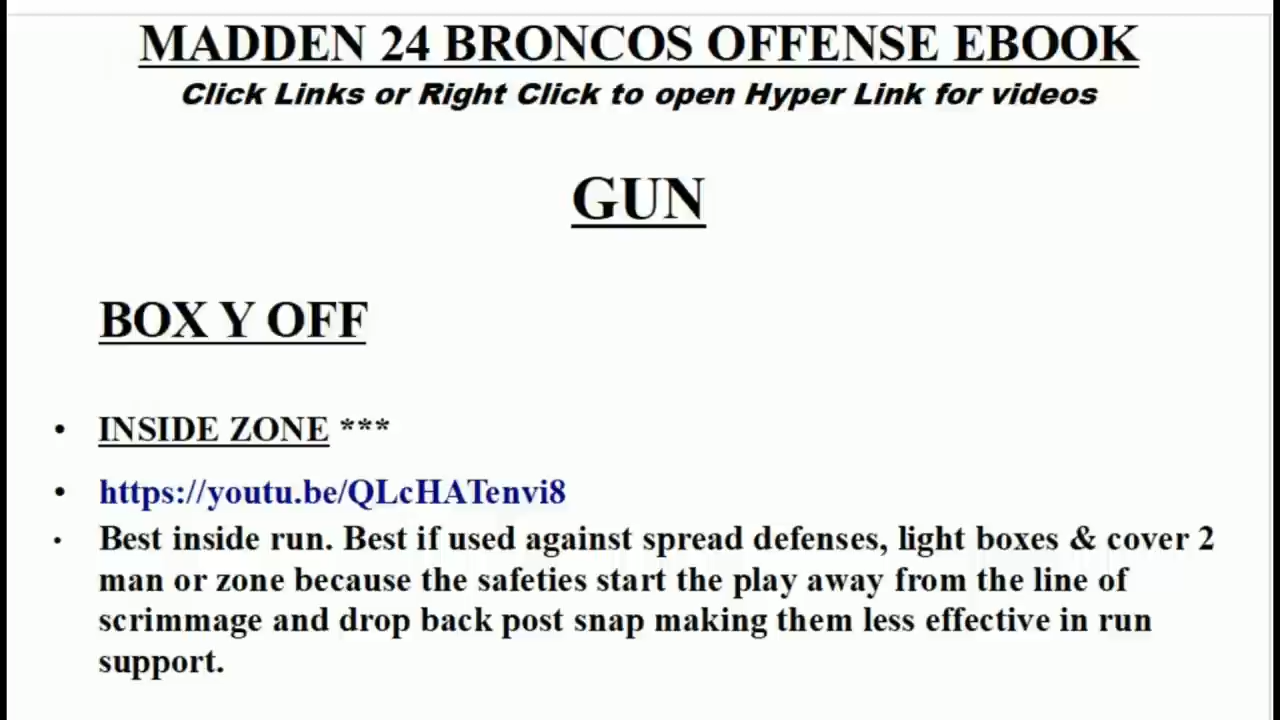 MADDEN 24 BRONCOS OFFENSE EBOOK
Click Links or Right Click to open Hyper Link for videos
GUN
BOX Y OFF
• INSIDE ZONE ***
• https://youtu.be/QLcHATenvi8
• Best inside run. Best if used against spread defenses, light boxes & cover 2
man or zone because the safeties start the play away from the line of
scrimmage and drop back post snap making them less effective in run
support.